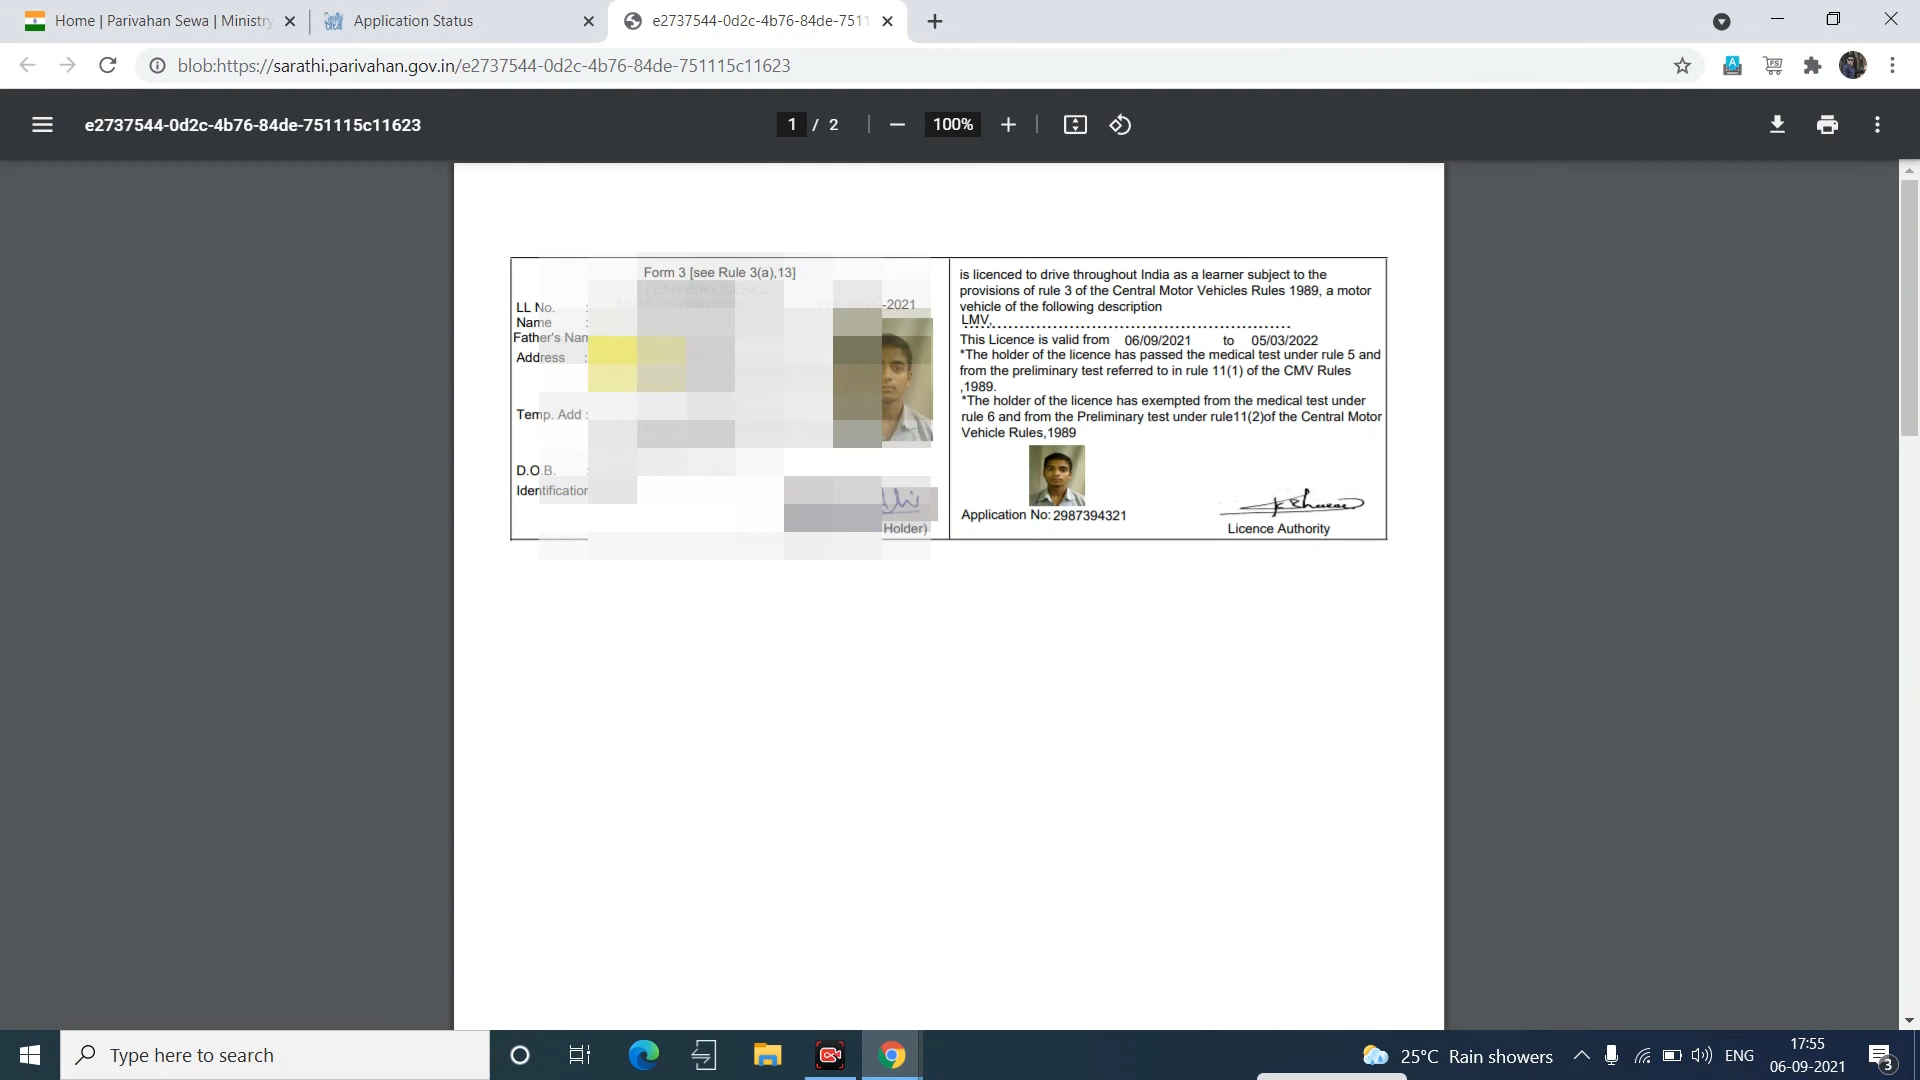 Home | Parivahan Sewa | Ministry
Application Status
e2737544-0d2c-4b76-84de-7511
blob:https://sarathi.parivahan.gov.in/e2737544-0d2c-4b76-84de-751115c11623
e2737544-0d2c-4b76-84de-751115c11623
1 / 2
100%
Form 3 [see Rule 3(a),13]
LEARNER LICENCE
LL No. :
-2021
Name :
Father's Nam
Address :
Temp. Add :
D.O.B. :
Identification
Holder)
is licenced to drive throughout India as a learner subject to the
provisions of rule 3 of the Central Motor Vehicles Rules 1989, a motor
vehicle of the following description
LMV,
This Licence is valid from 06/09/2021 to 05/03/2022
*The holder of the licence has passed the medical test under rule 5 and
from the preliminary test referred to in rule 11(1) of the CMV Rules
,1989.
*The holder of the licence has exempted from the medical test under
rule 6 and from the Preliminary test under rule11(2)of the Central Motor
Vehicle Rules,1989
Application No: 2987394321
Licence Authority
Type here to search
25°C Rain showers
ENG
17:55
06-09-2021
3